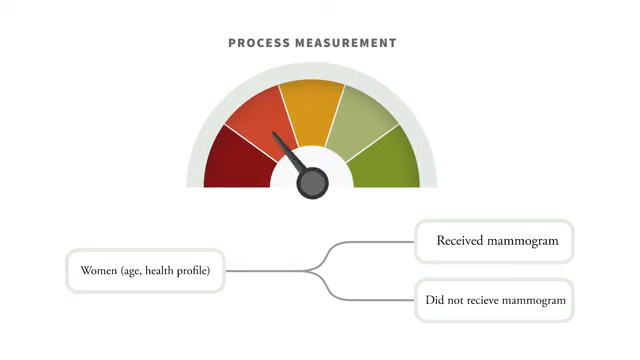 PROCESS MEASUREMENT
Received mammogram
Women (age, health profile)
Did not recieve mammogram